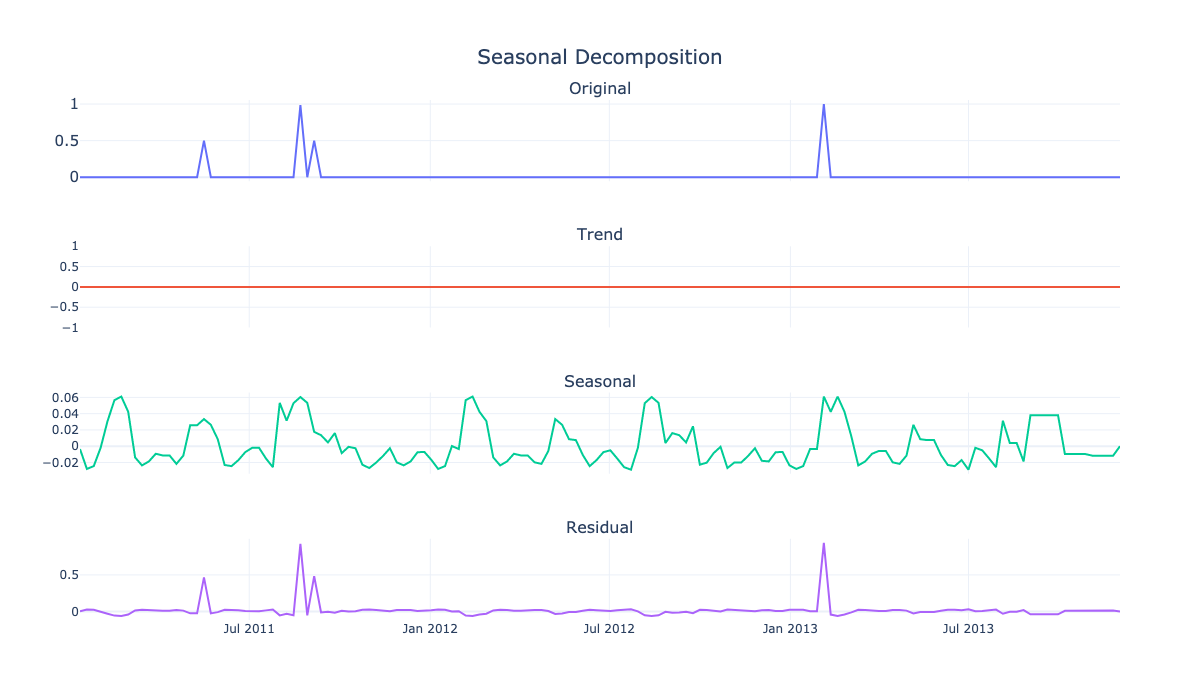 Seasonal Decomposition
Original
1
0.5
0
Trend
1
0.5
0
−0.5
−1
Seasonal
0.06
0.04
0.02
0
−0.02
Residual
0.5
0
Jul 2011 Jan 2012 Jul 2012 Jan 2013 Jul 2013